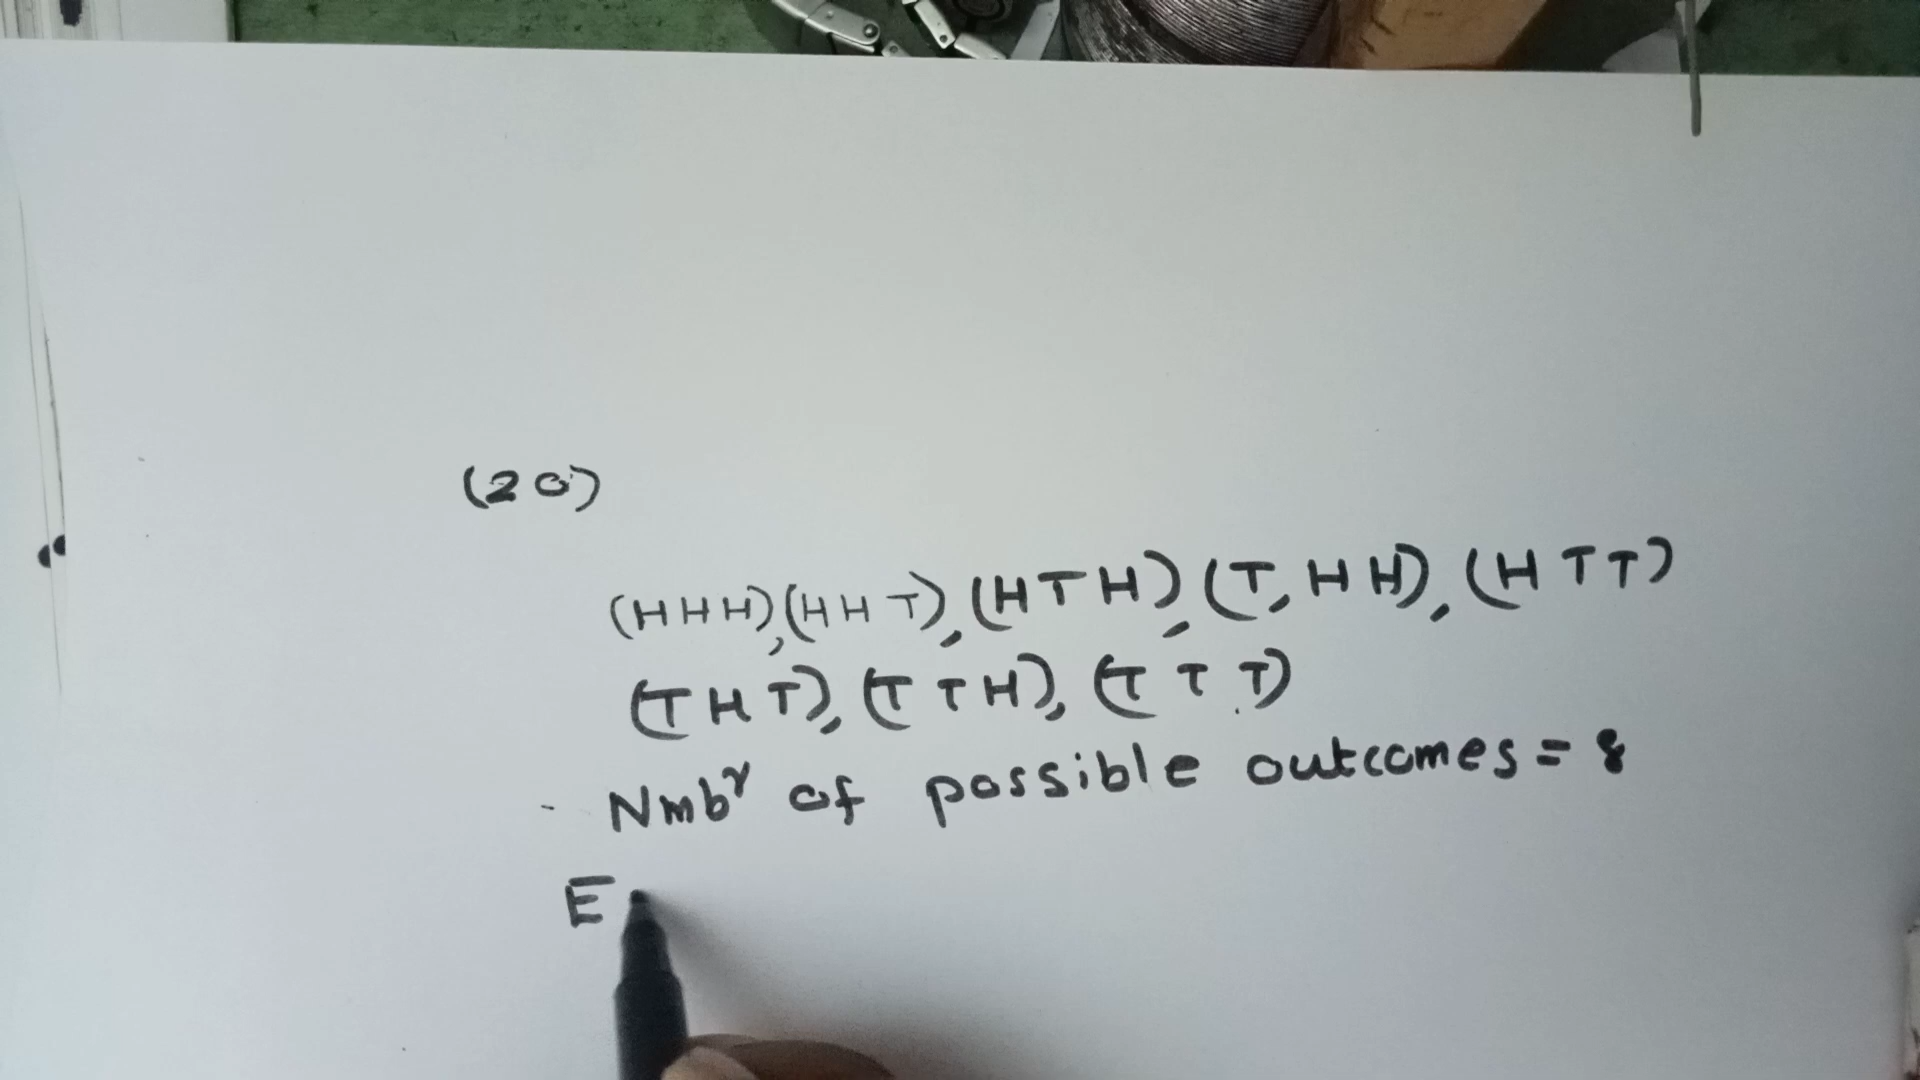 (20)
(HHH),(HHT),(HTH),(T,HH),(HTT)
(THT),(TTH),(TTT)
- Nmbr of possible outcomes = 8
E